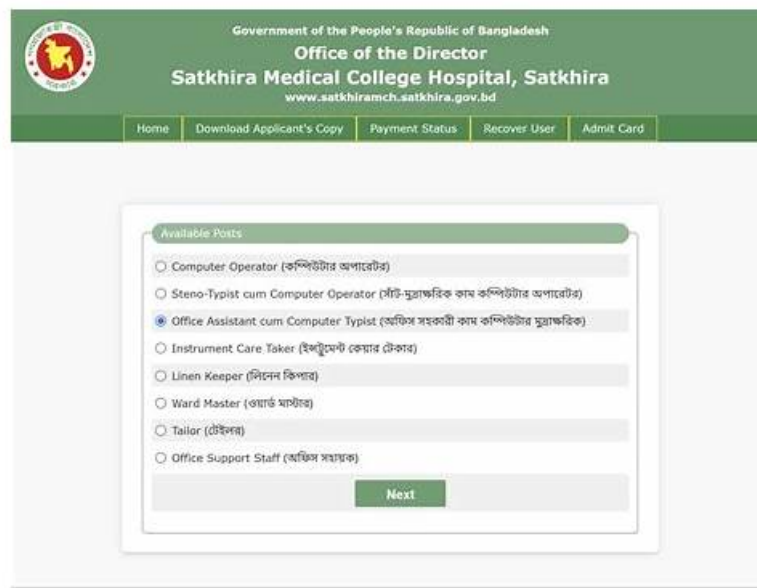 Government of the People's Republic of Bangladesh
Office of the Director
Satkhira Medical College Hospital, Satkhira
www.satkhiramch.satkhira.gov.bd
Home Download Applicant's Copy Payment Status Recover User Admit Card
Available Posts
Computer Operator (কম্পিউটার অপারেটর)
Steno-Typist cum Computer Operator (সাঁট-মুদ্রাক্ষরিক কাম কম্পিউটার অপারেটর)
Office Assistant cum Computer Typist (অফিস সহকারী কাম কম্পিউটার মুদ্রাক্ষরিক)
Instrument Care Taker (ইন্সট্রুমেন্ট কেয়ার টেকার)
Linen Keeper (লিনেন কিপার)
Ward Master (ওয়ার্ড মাস্টার)
Tailor (টেইলর)
Office Support Staff (অফিস সহায়ক)
Next